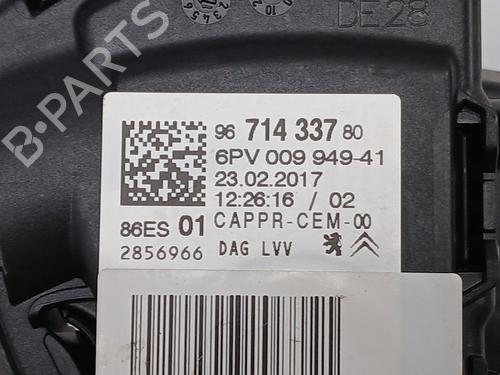 DE28
96 714 337 80
6PV 009 949-41
23.02.2017
12:26:16 / 02
86ES 01 CAPPR-CEM-00
2856966 DAG LVV